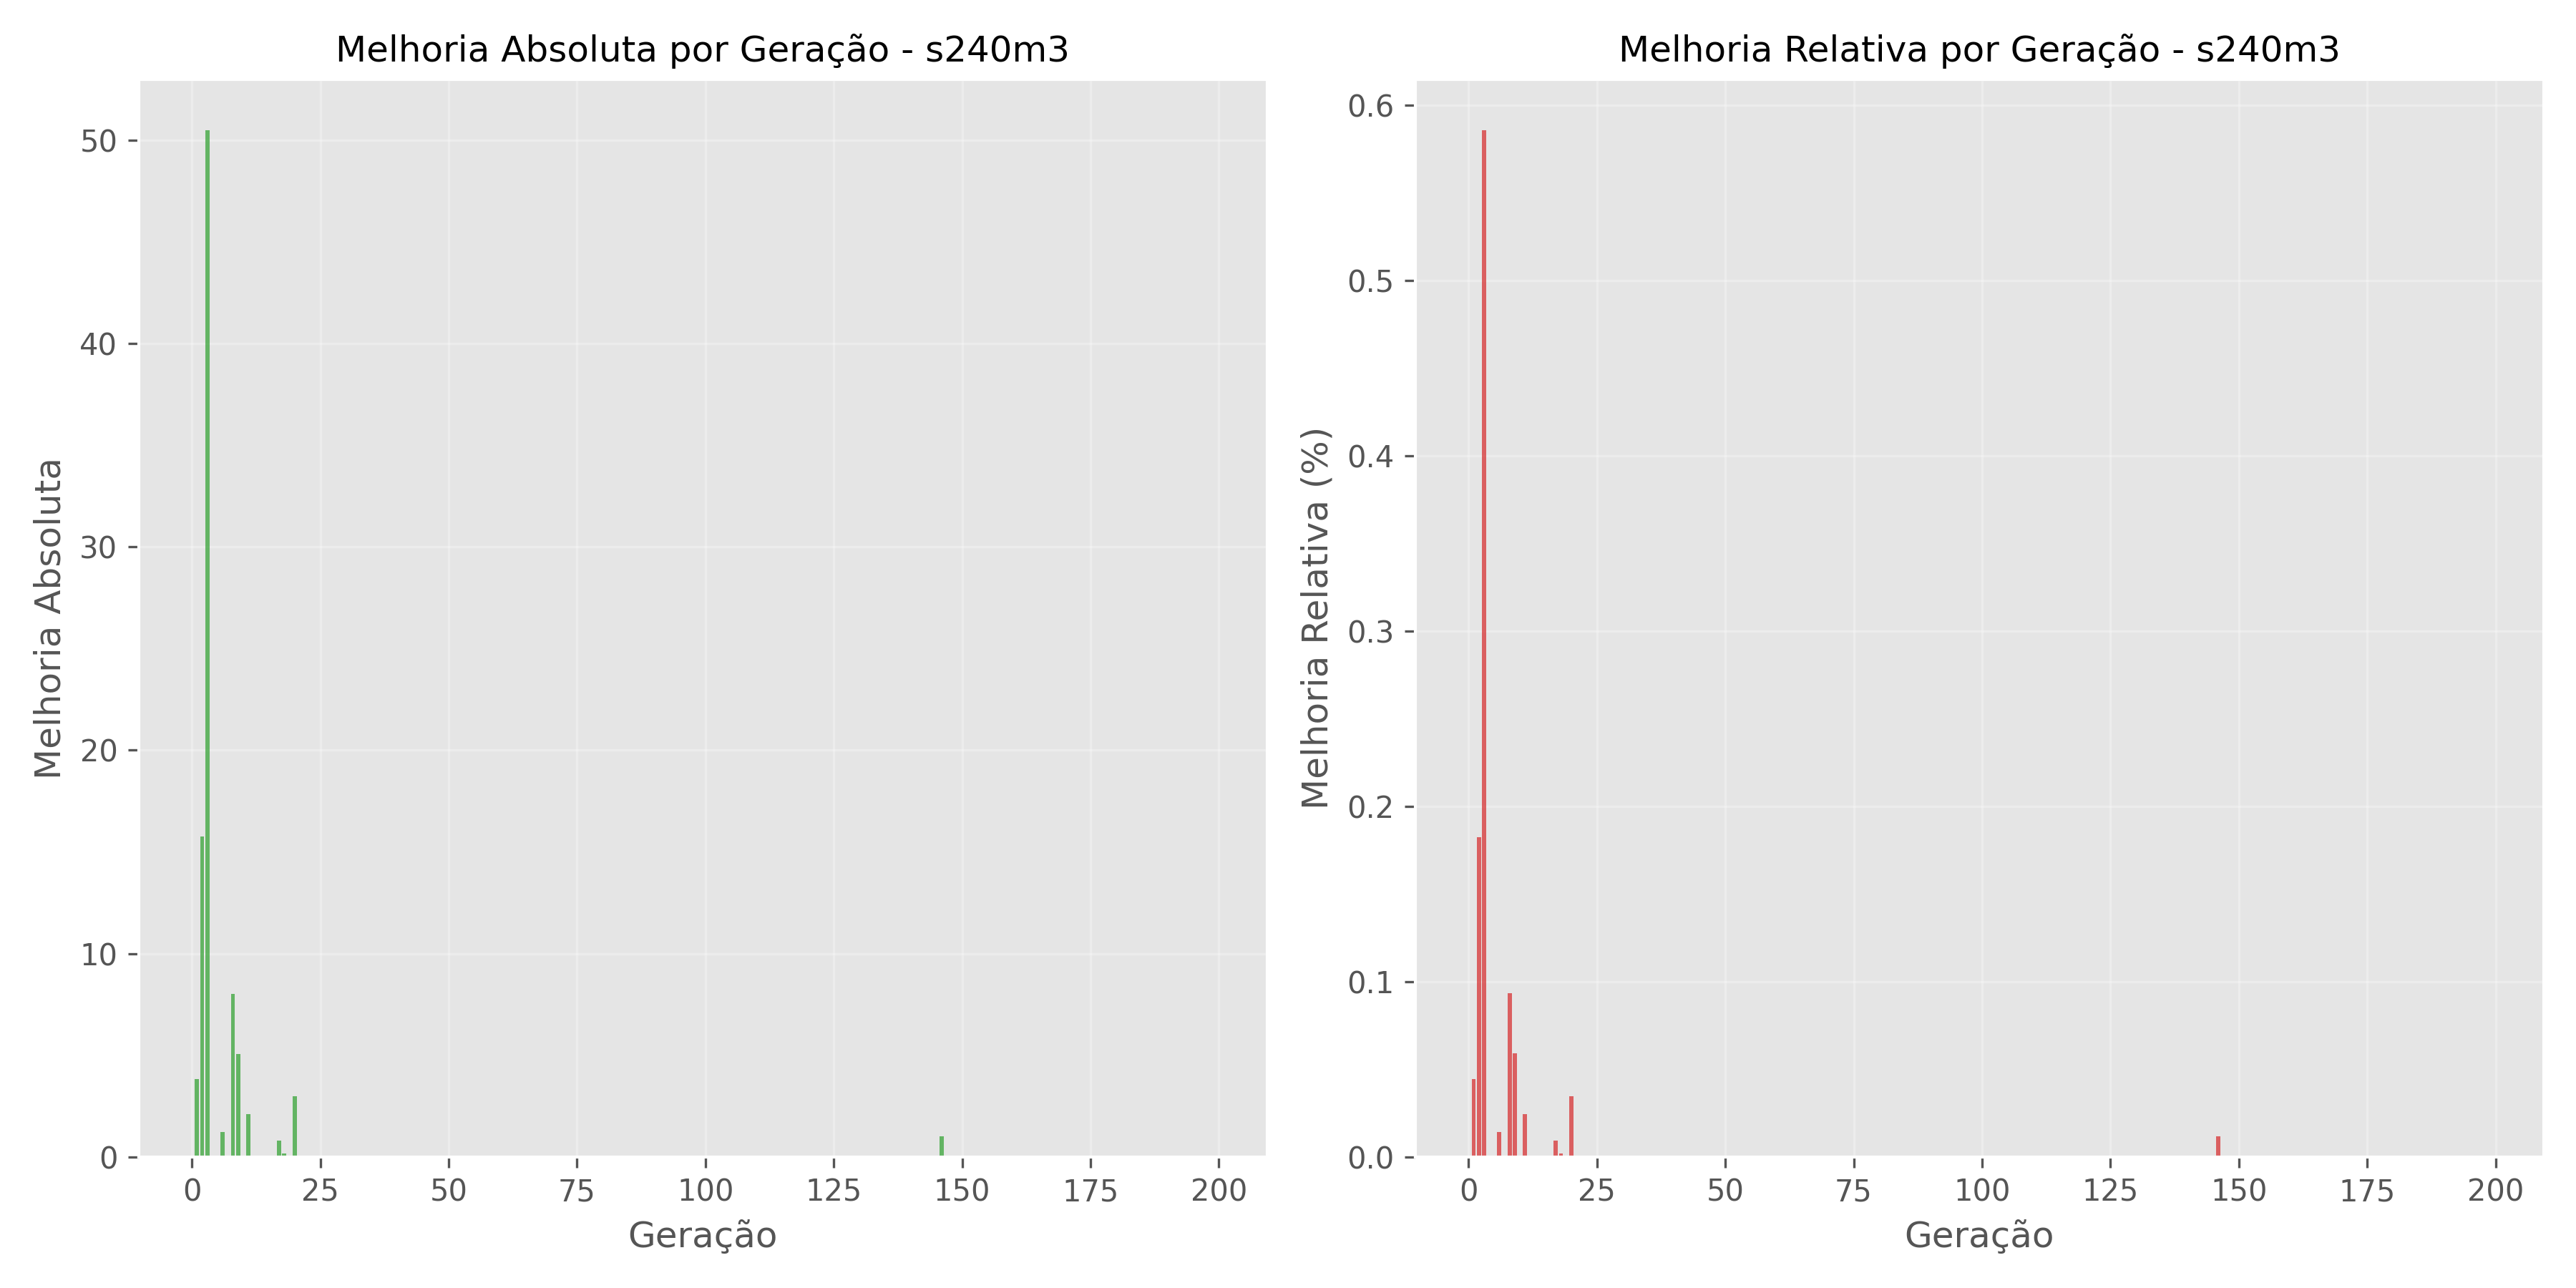 Melhoria Absoluta por Geração - s240m3
50
40
30
20
10
0
Melhoria Absoluta
0 25 50 75 100 125 150 175 200
Geração
Melhoria Relativa por Geração - s240m3
0.6
0.5
0.4
0.3
0.2
0.1
0.0
Melhoria Relativa (%)
0 25 50 75 100 125 150 175 200
Geração